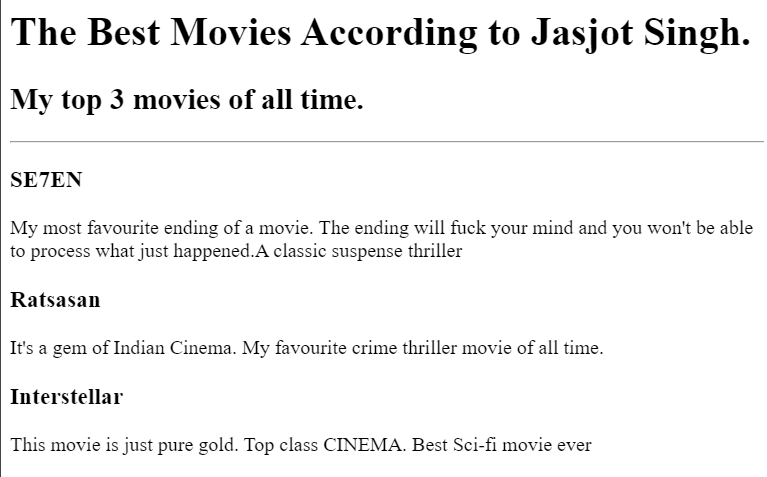 The Best Movies According to Jasjot Singh.
My top 3 movies of all time.
SE7EN
My most favourite ending of a movie. The ending will fuck your mind and you won't be able
to process what just happened.A classic suspense thriller
Ratsasan
It's a gem of Indian Cinema. My favourite crime thriller movie of all time.
Interstellar
This movie is just pure gold. Top class CINEMA. Best Sci-fi movie ever